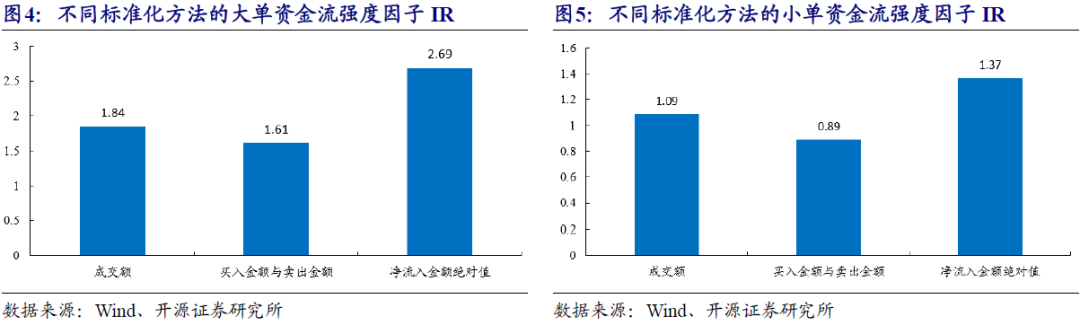 图4：不同标准化方法的大单资金流强度因子 IR
3
2.5
2
1.5
1
0.5
0
2.69
1.84
1.61
成交额
买入金额与卖出金额
净流入金额绝对值
数据来源：Wind、开源证券研究所
图5：不同标准化方法的小单资金流强度因子 IR
1.6
1.4
1.2
1
0.8
0.6
0.4
0.2
0
1.37
1.09
0.89
成交额
买入金额与卖出金额
净流入金额绝对值
数据来源：Wind、开源证券研究所